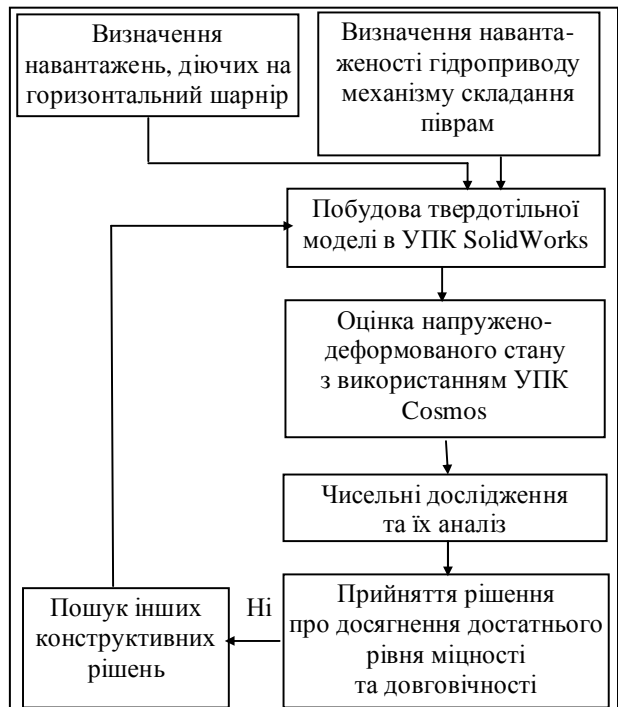 Визначення
навантажень, діючих на
горизонтальний шарнір
Визначення наванта-
женості гідроприводу
механізму складання
піврам
Побудова твердотільної
моделі в УПК SolidWorks
Оцінка напружено-
деформованого стану
з використанням УПК
Cosmos
Чисельні дослідження
та їх аналіз
Прийняття рішення
про досягнення достатнього
рівня міцності
та довговічності
Ні
Пошук інших
конструктивних
рішень